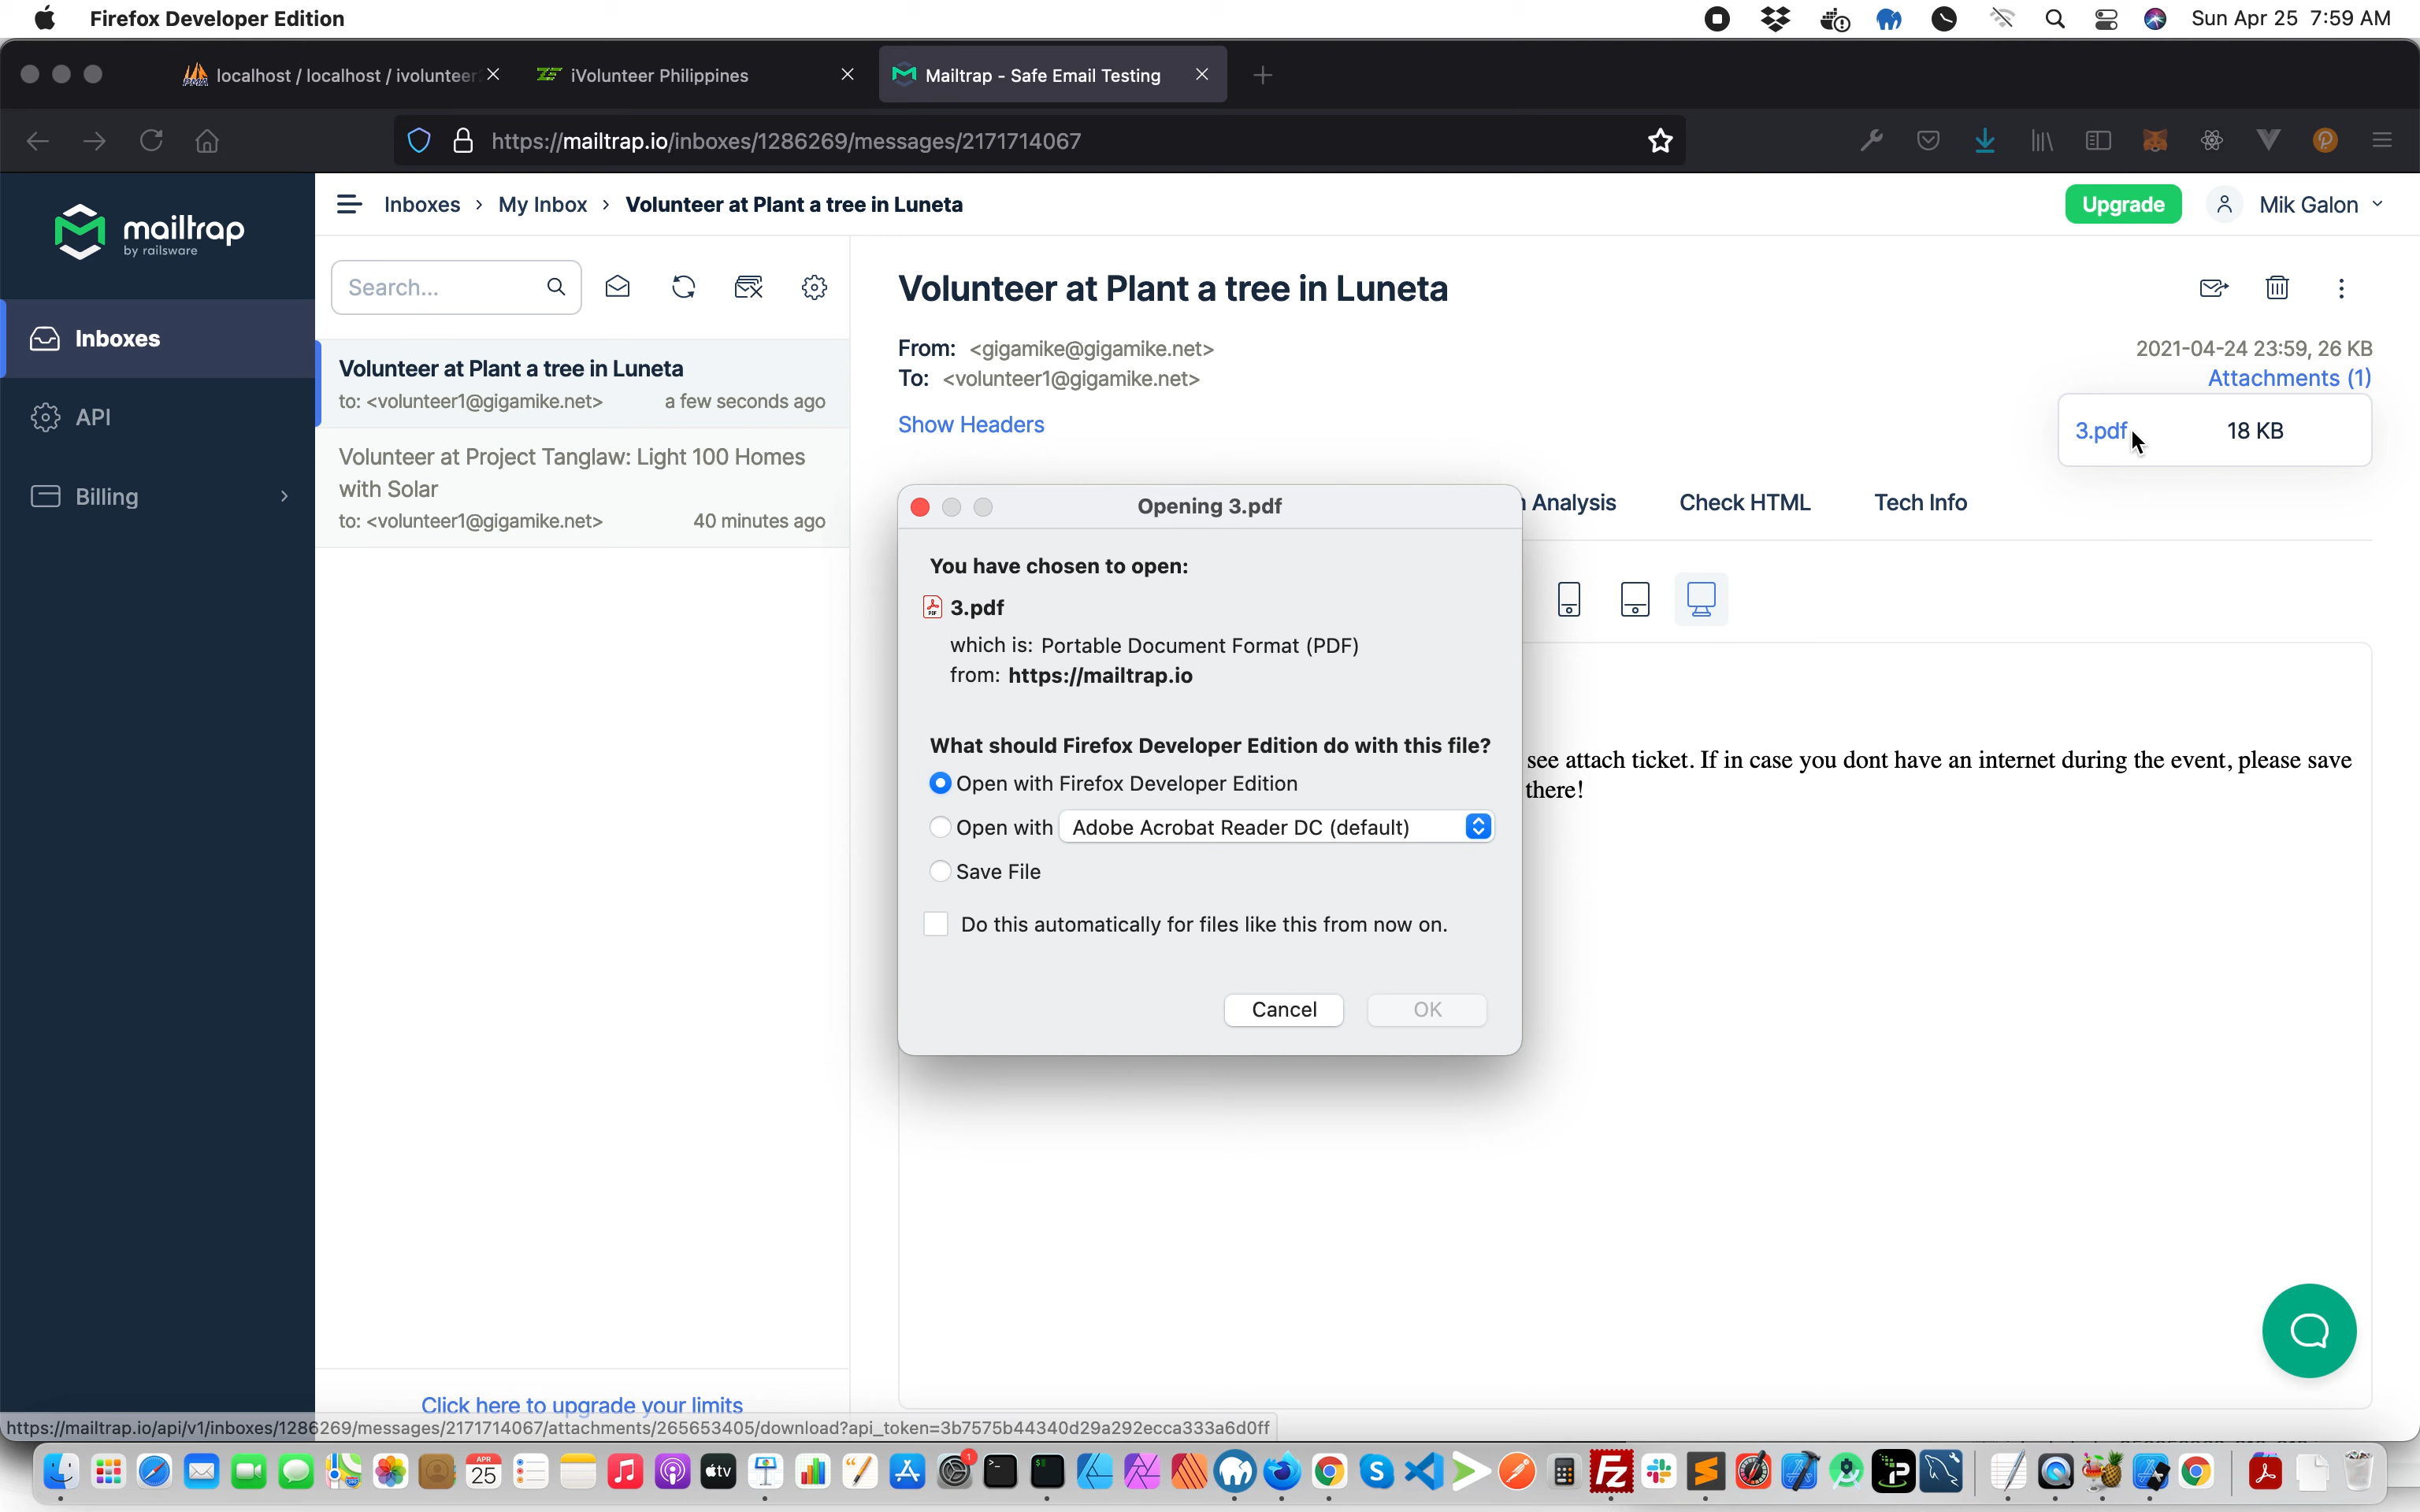 Firefox Developer Edition
Sun Apr 25 7:59 AM
localhost / localhost / ivolunteer
iVolunteer Philippines
Mailtrap - Safe Email Testing
https://mailtrap.io/inboxes/1286269/messages/2171714067
mailtrap
by railsware
Inboxes › My Inbox › Volunteer at Plant a tree in Luneta
Upgrade
Mik Galon
Inboxes
API
Billing
Search...
Volunteer at Plant a tree in Luneta
to: <volunteer1@gigamike.net> a few seconds ago
Volunteer at Project Tanglaw: Light 100 Homes
with Solar
to: <volunteer1@gigamike.net> 40 minutes ago
Click here to upgrade your limits
Volunteer at Plant a tree in Luneta
From: <gigamike@gigamike.net>
To: <volunteer1@gigamike.net>
Show Headers
2021-04-24 23:59, 26 KB
Attachments (1)
3.pdf 18 KB
Analysis
Check HTML
Tech Info
see attach ticket. If in case you dont have an internet during the event, please save
there!
Opening 3.pdf
You have chosen to open:
3.pdf
which is: Portable Document Format (PDF)
from: https://mailtrap.io
What should Firefox Developer Edition do with this file?
Open with Firefox Developer Edition
Open with Adobe Acrobat Reader DC (default)
Save File
Do this automatically for files like this from now on.
Cancel
OK
https://mailtrap.io/api/v1/inboxes/1286269/messages/2171714067/attachments/265653405/download?api_token=3b7575b44340d29a292ecca333a6d0ff
APR
25
tv
1